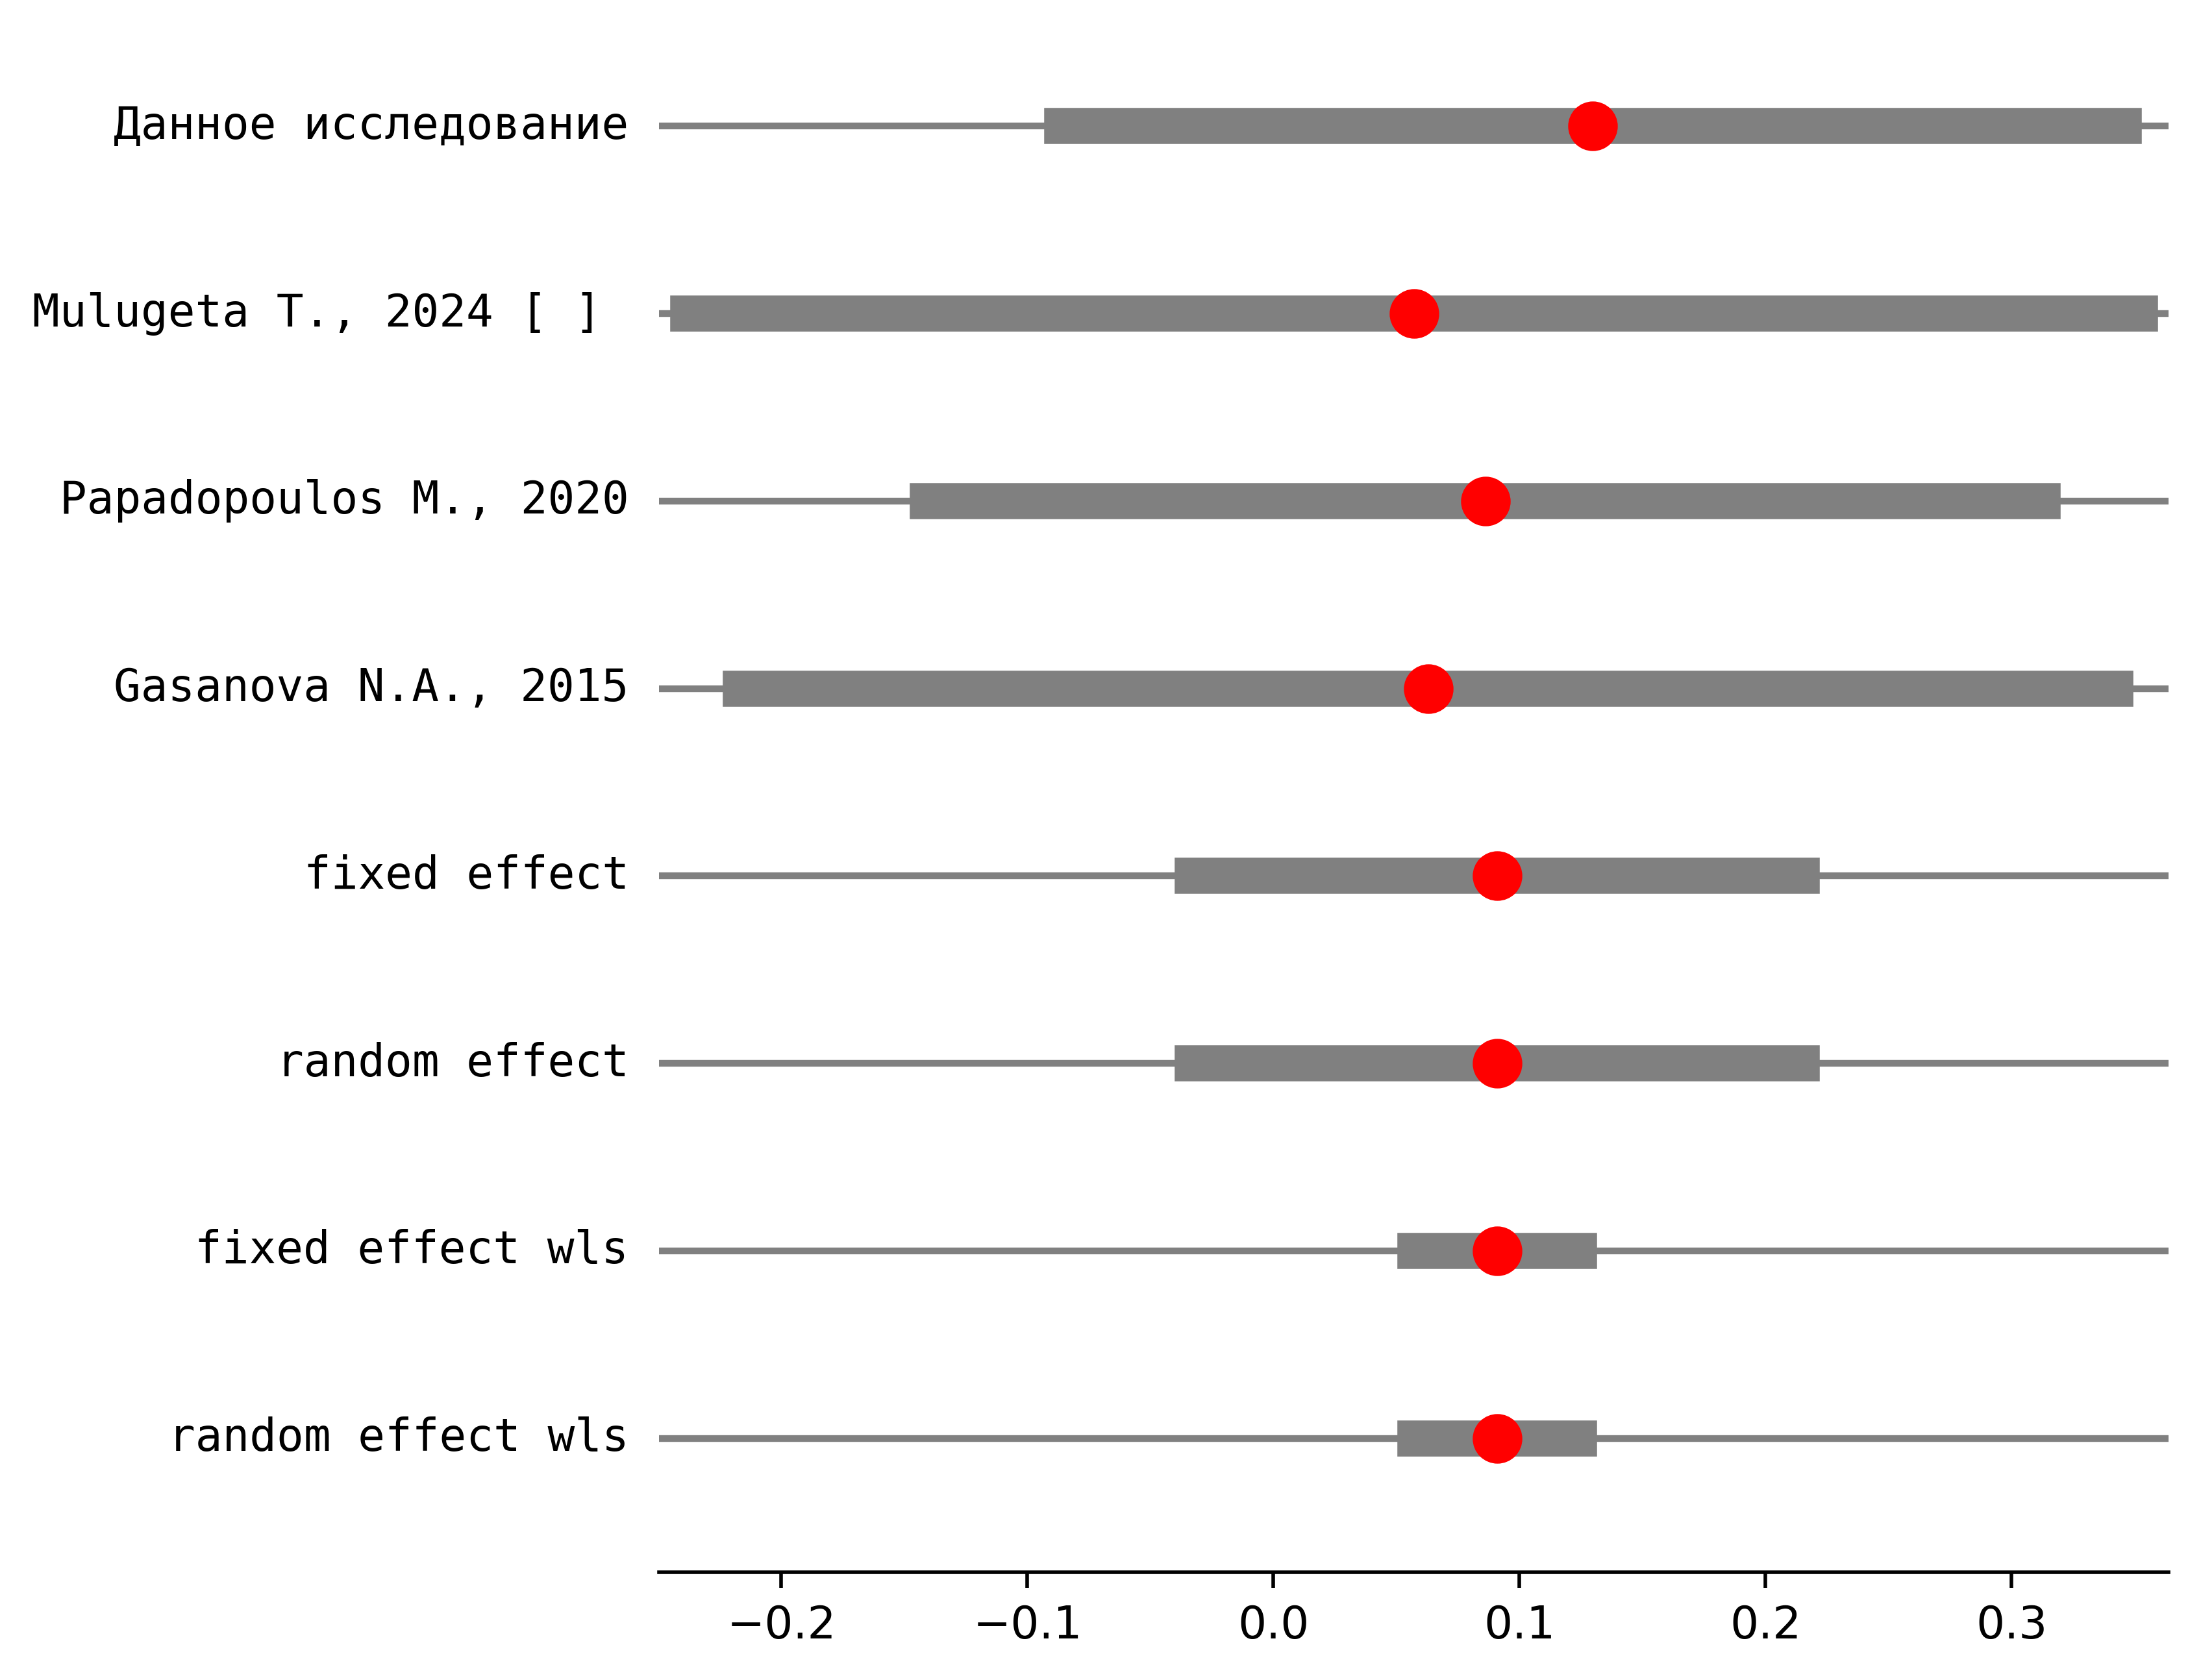 Данное исследование
Mulugeta T., 2024 [ ]
Papadopoulos M., 2020
Gasanova N.A., 2015
fixed effect
random effect
fixed effect wls
random effect wls
−0.2 −0.1 0.0 0.1 0.2 0.3